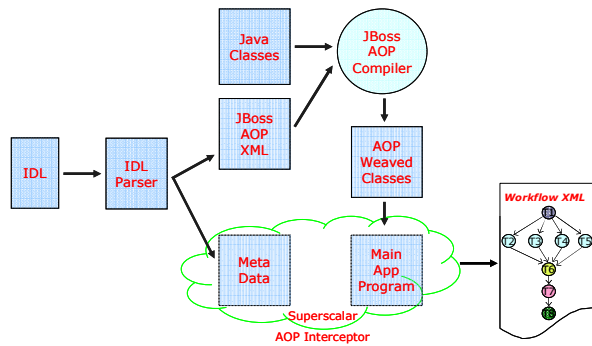 Java
Classes
JBoss
AOP
Compiler
JBoss
AOP
XML
IDL
IDL
Parser
AOP
Weaved
Classes
Workflow XML
T1
T2
T3
T4
T5
T6
T7
T8
Meta
Data
Main
App
Program
Superscalar
AOP Interceptor